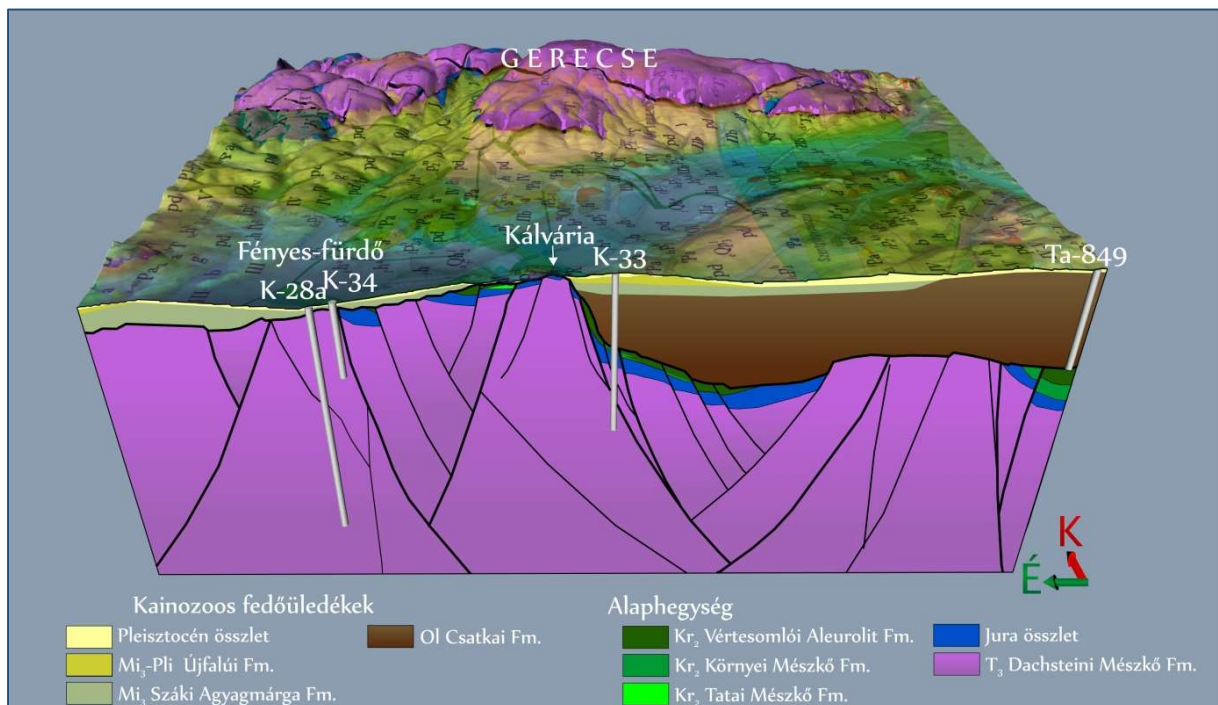 GERECSE
Kálvária
Fényes-fürdő
K-33
Ta-849
K-28a
K-34
K
É
Kainozoos fedőüledékek
Pleisztocén összlet
Mi3-Pli Újfalúi Fm.
Mi3 Száki Agyagmárga Fm.
Ol Csatkai Fm.
Alaphegység
Kr2 Vértesomlói Aleurolit Fm.
Kr2 Környei Mészkő Fm.
Kr2 Tatai Mészkő Fm.
Jura összlet
T3 Dachsteini Mészkő Fm.